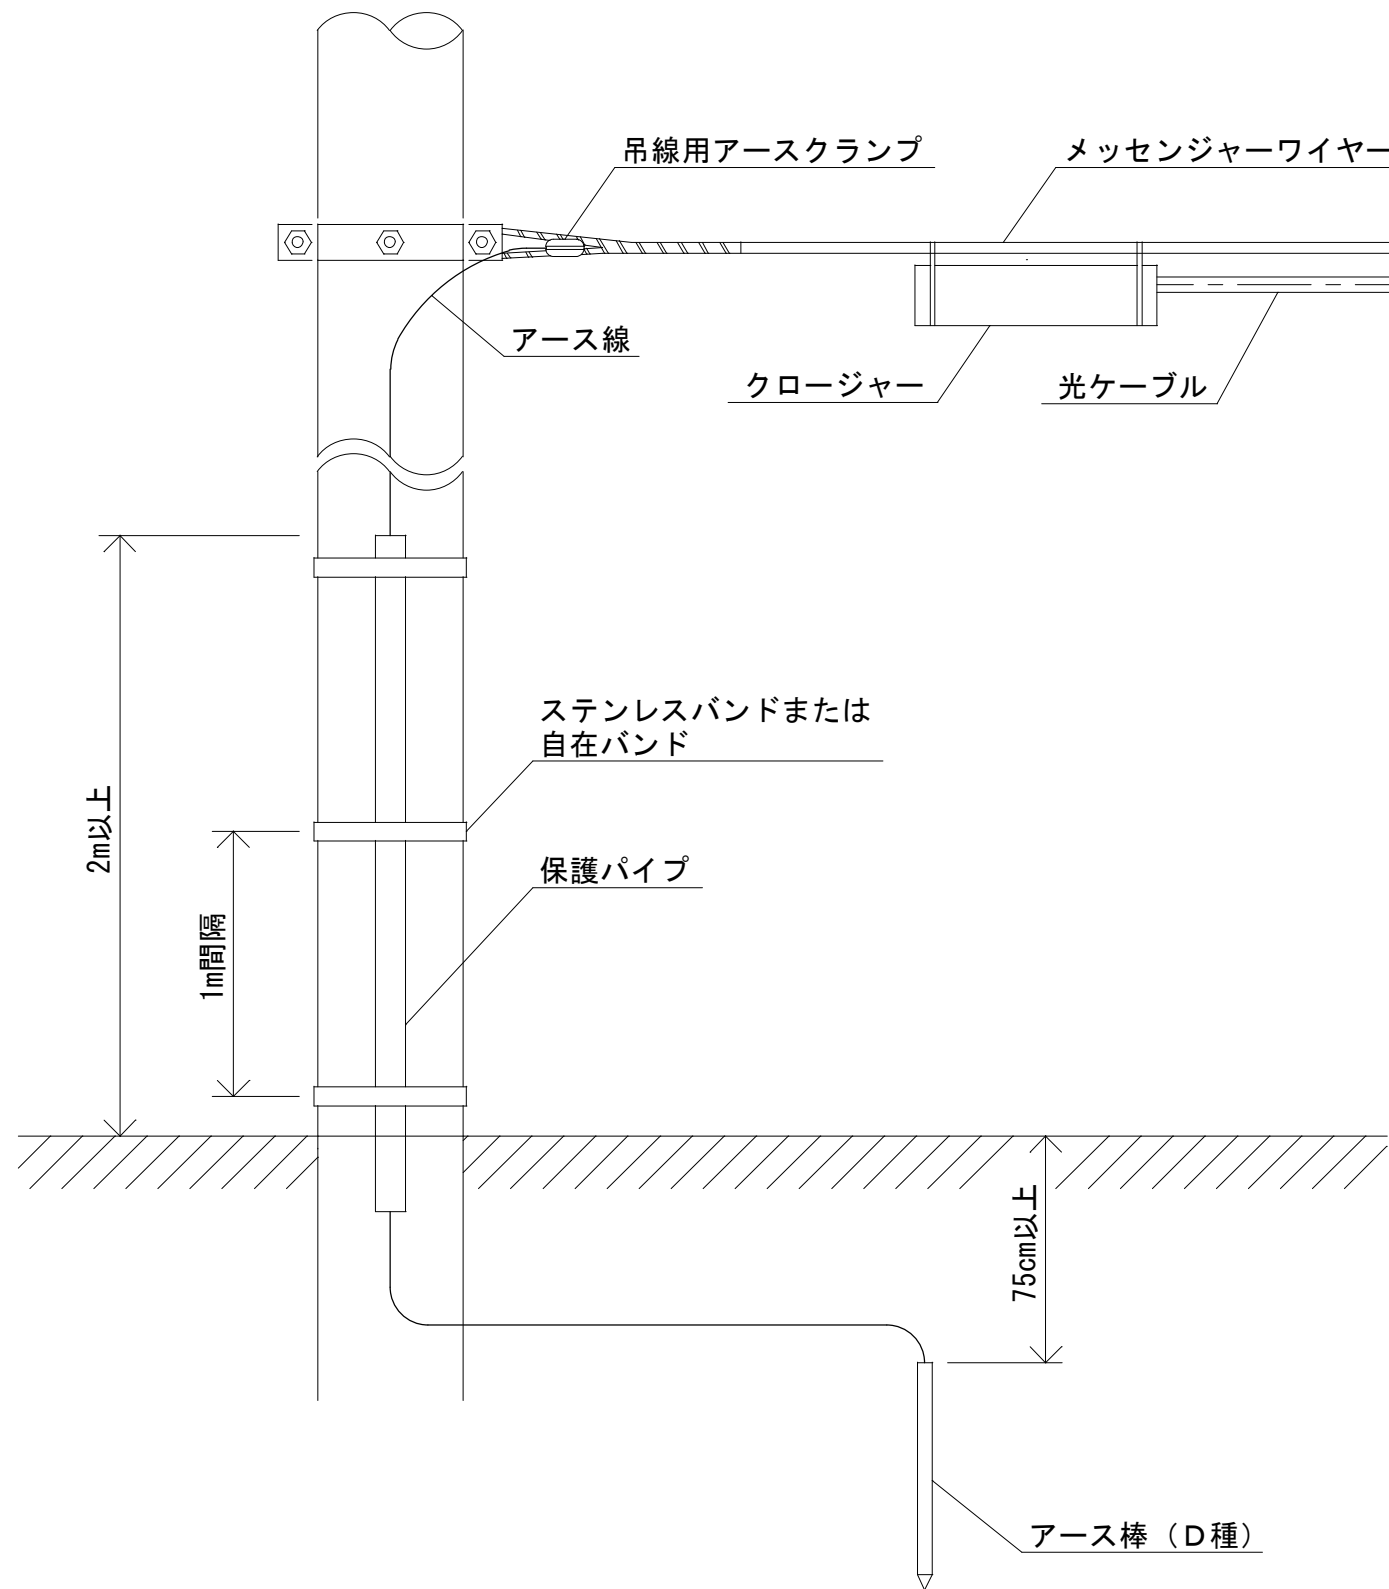 吊線用アースクランプ
メッセンジャーワイヤー
アース線
クロージャー
光ケーブル
ステンレスバンドまたは
自在バンド
2m以上
保護パイプ
1m間隔
75cm以上
アース棒（Ｄ種）